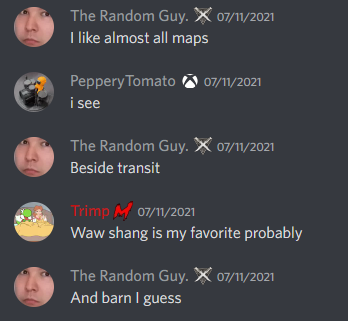 The Random Guy. 07/11/2021
I like almost all maps
PepperyTomato 07/11/2021
i see
The Random Guy. 07/11/2021
Beside transit
Trimp 07/11/2021
Waw shang is my favorite probably
The Random Guy. 07/11/2021
And barn I guess